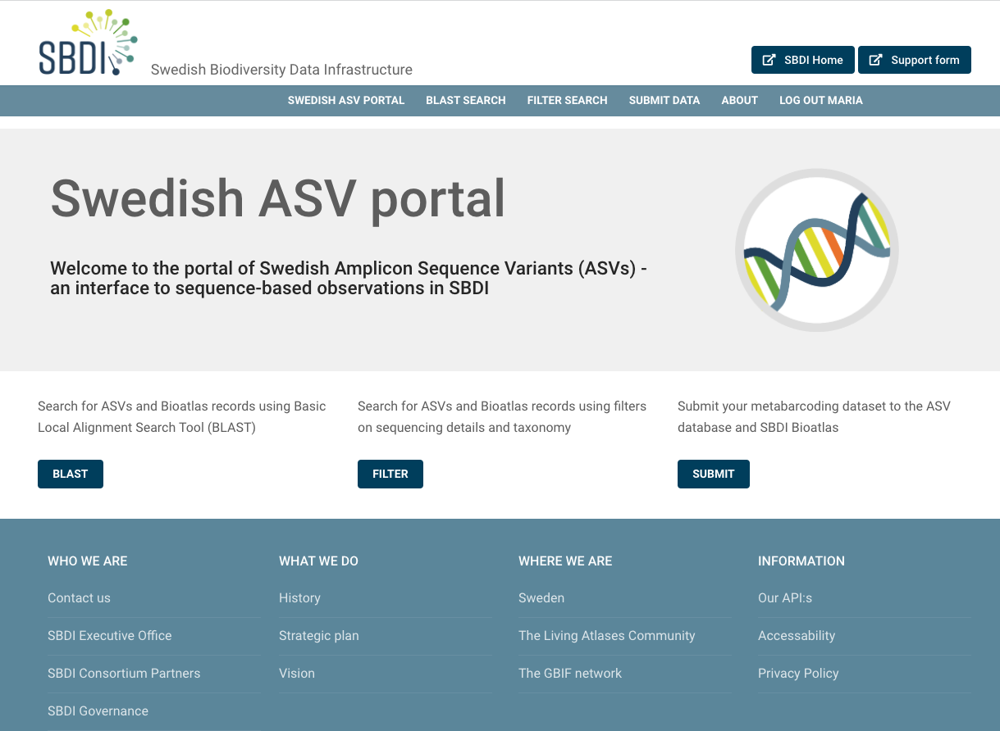 SBDI
Swedish Biodiversity Data Infrastructure
SBDI Home
Support form
SWEDISH ASV PORTAL
BLAST SEARCH
FILTER SEARCH
SUBMIT DATA
ABOUT
LOG OUT MARIA
Swedish ASV portal
Welcome to the portal of Swedish Amplicon Sequence Variants (ASVs) -
an interface to sequence-based observations in SBDI
Search for ASVs and Bioatlas records using Basic
Local Alignment Search Tool (BLAST)
BLAST
Search for ASVs and Bioatlas records using filters
on sequencing details and taxonomy
FILTER
Submit your metabarcoding dataset to the ASV
database and SBDI Bioatlas
SUBMIT
WHO WE ARE
Contact us
SBDI Executive Office
SBDI Consortium Partners
SBDI Governance
WHAT WE DO
History
Strategic plan
Vision
WHERE WE ARE
Sweden
The Living Atlases Community
The GBIF network
INFORMATION
Our API:s
Accessability
Privacy Policy